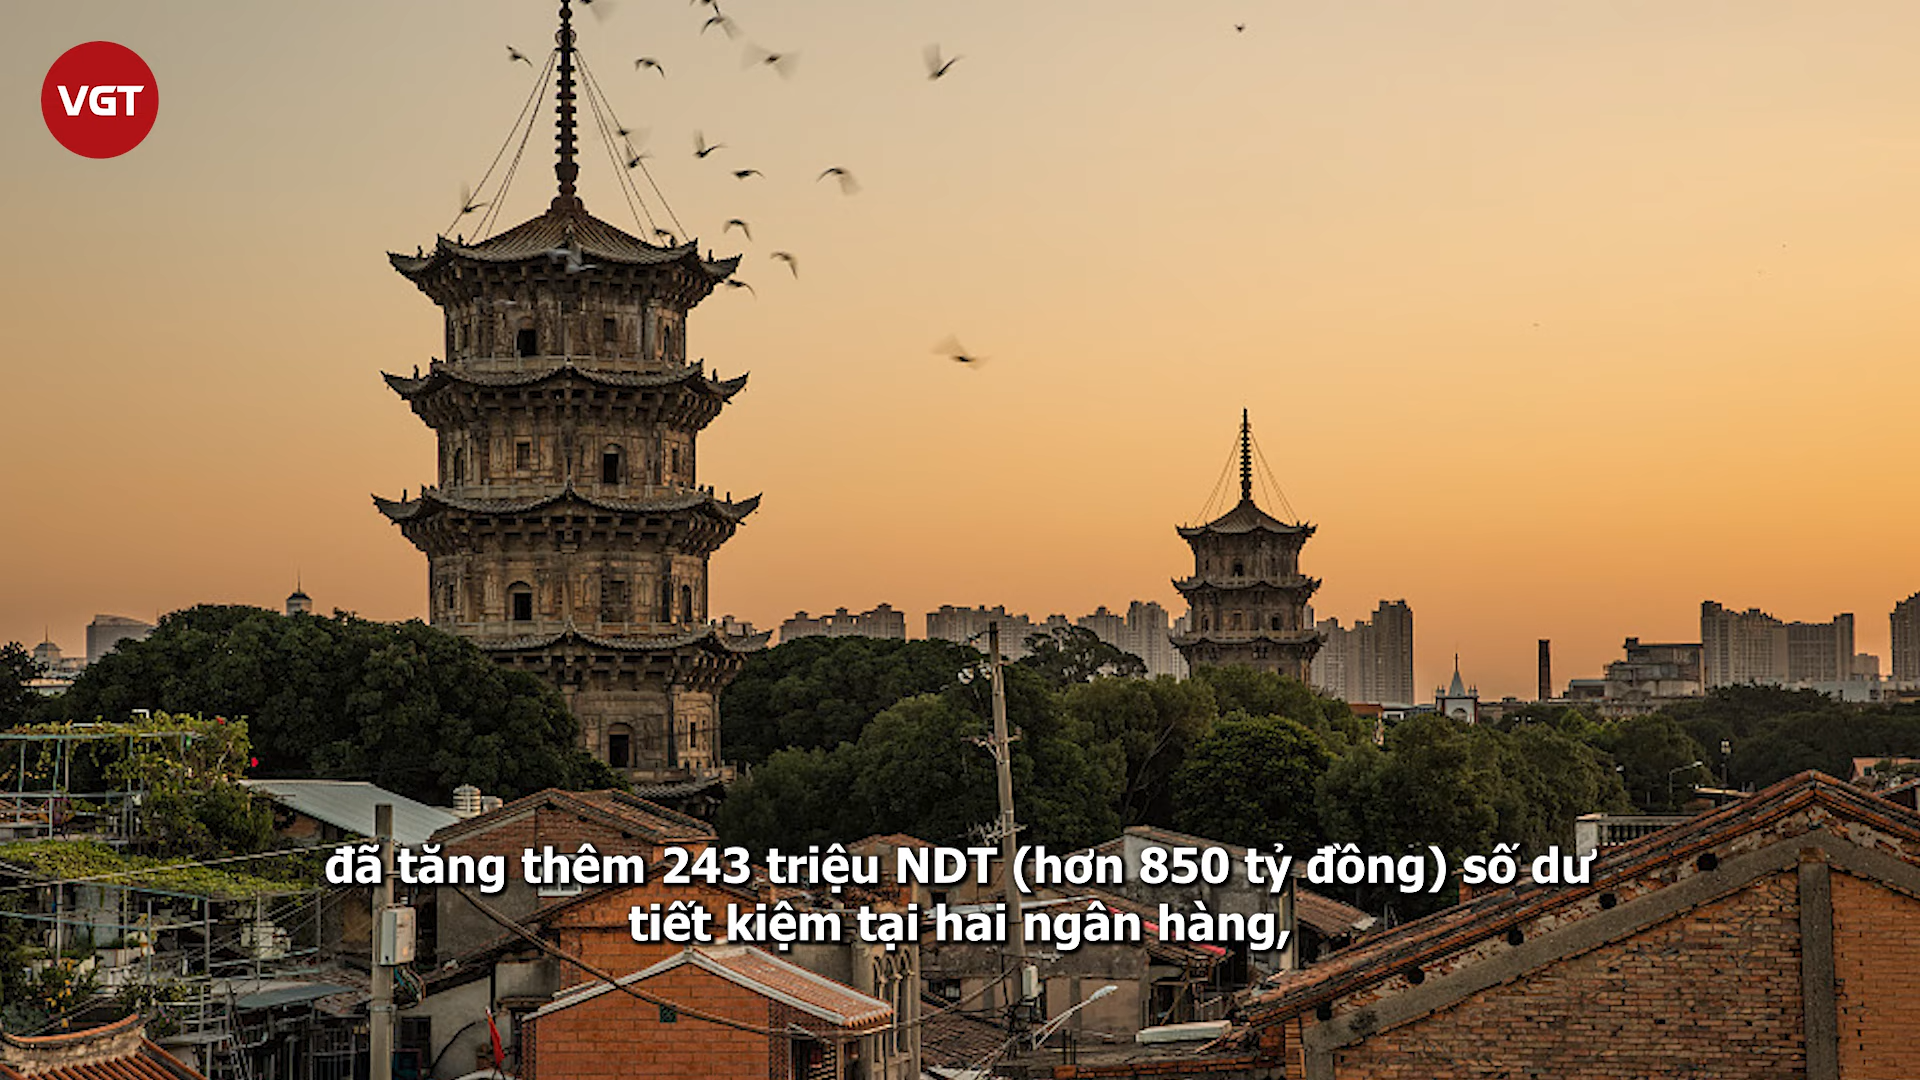 VGT
đã tăng thêm 243 triệu NDT (hơn 850 tỷ đồng) số dư
tiết kiệm tại hai ngân hàng,